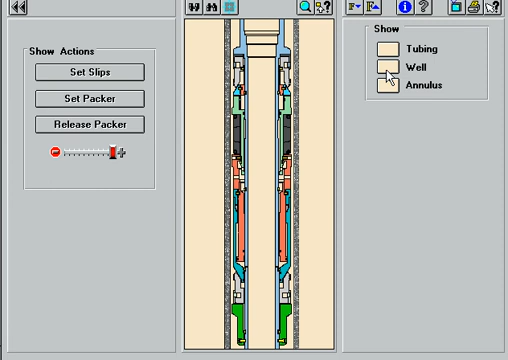 Show Actions
Set Slips
Set Packer
Release Packer
Show
Tubing
Well
Annulus